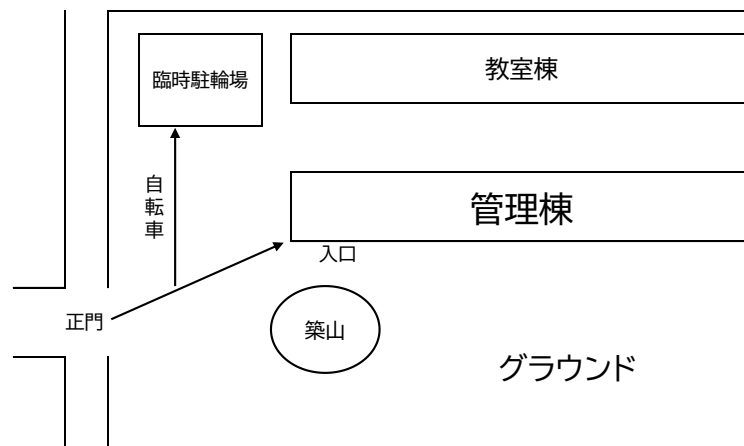 臨時駐輪場
教室棟
自転車
管理棟
入口
正門
築山
グラウンド